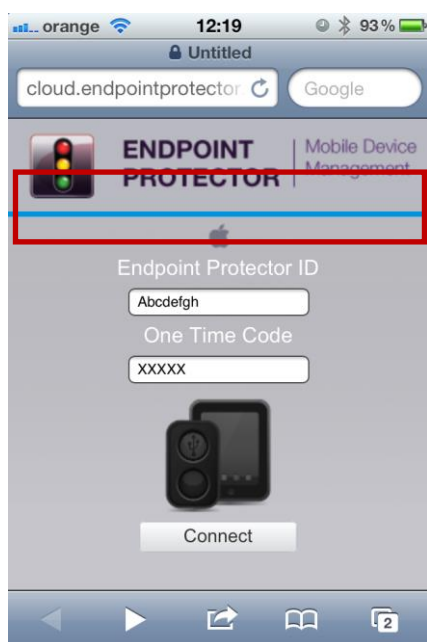 orange 12:19 93%
Untitled
cloud.endpointprotector Google
ENDPOINT PROTECTOR
Mobile Device Management
Endpoint Protector ID
Abcdefgh
One Time Code
XXXXX
Connect
2